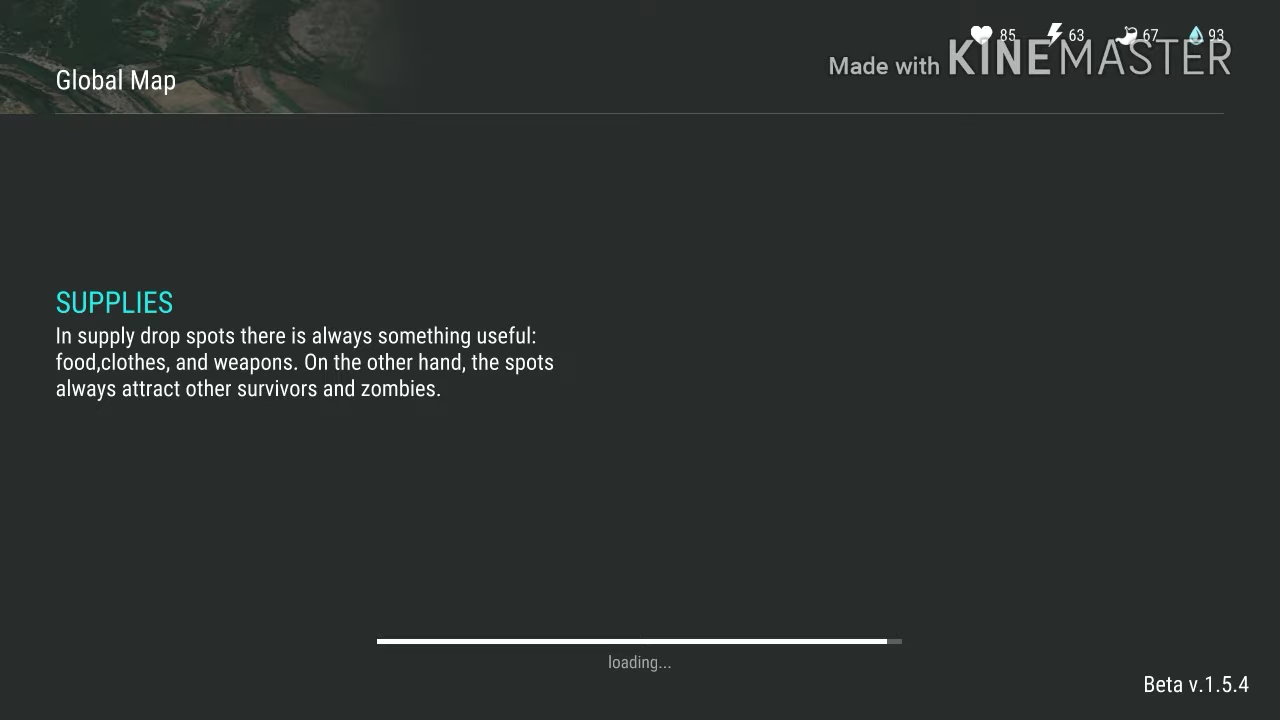 85 63 67 93
Made with KINEMASTER
Global Map
SUPPLIES
In supply drop spots there is always something useful:
food,clothes, and weapons. On the other hand, the spots
always attract other survivors and zombies.
loading...
Beta v.1.5.4